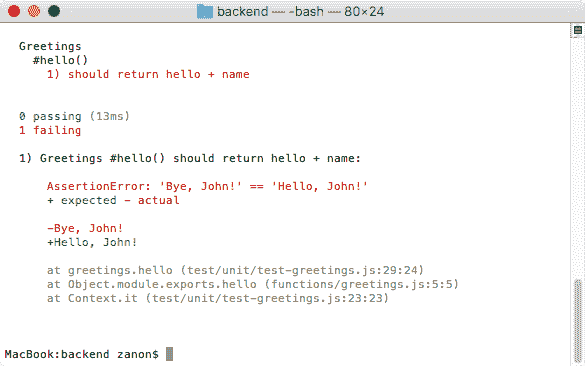 backend — -bash — 80×24
Greetings
#hello()
1) should return hello + name
0 passing (13ms)
1 failing
1) Greetings #hello() should return hello + name:
AssertionError: 'Bye, John!' == 'Hello, John!'
+ expected - actual
-Bye, John!
+Hello, John!
at greetings.hello (test/unit/test-greetings.js:29:24)
at Object.module.exports.hello (functions/greetings.js:5:5)
at Context.it (test/unit/test-greetings.js:23:23)
MacBook:backend zanon$